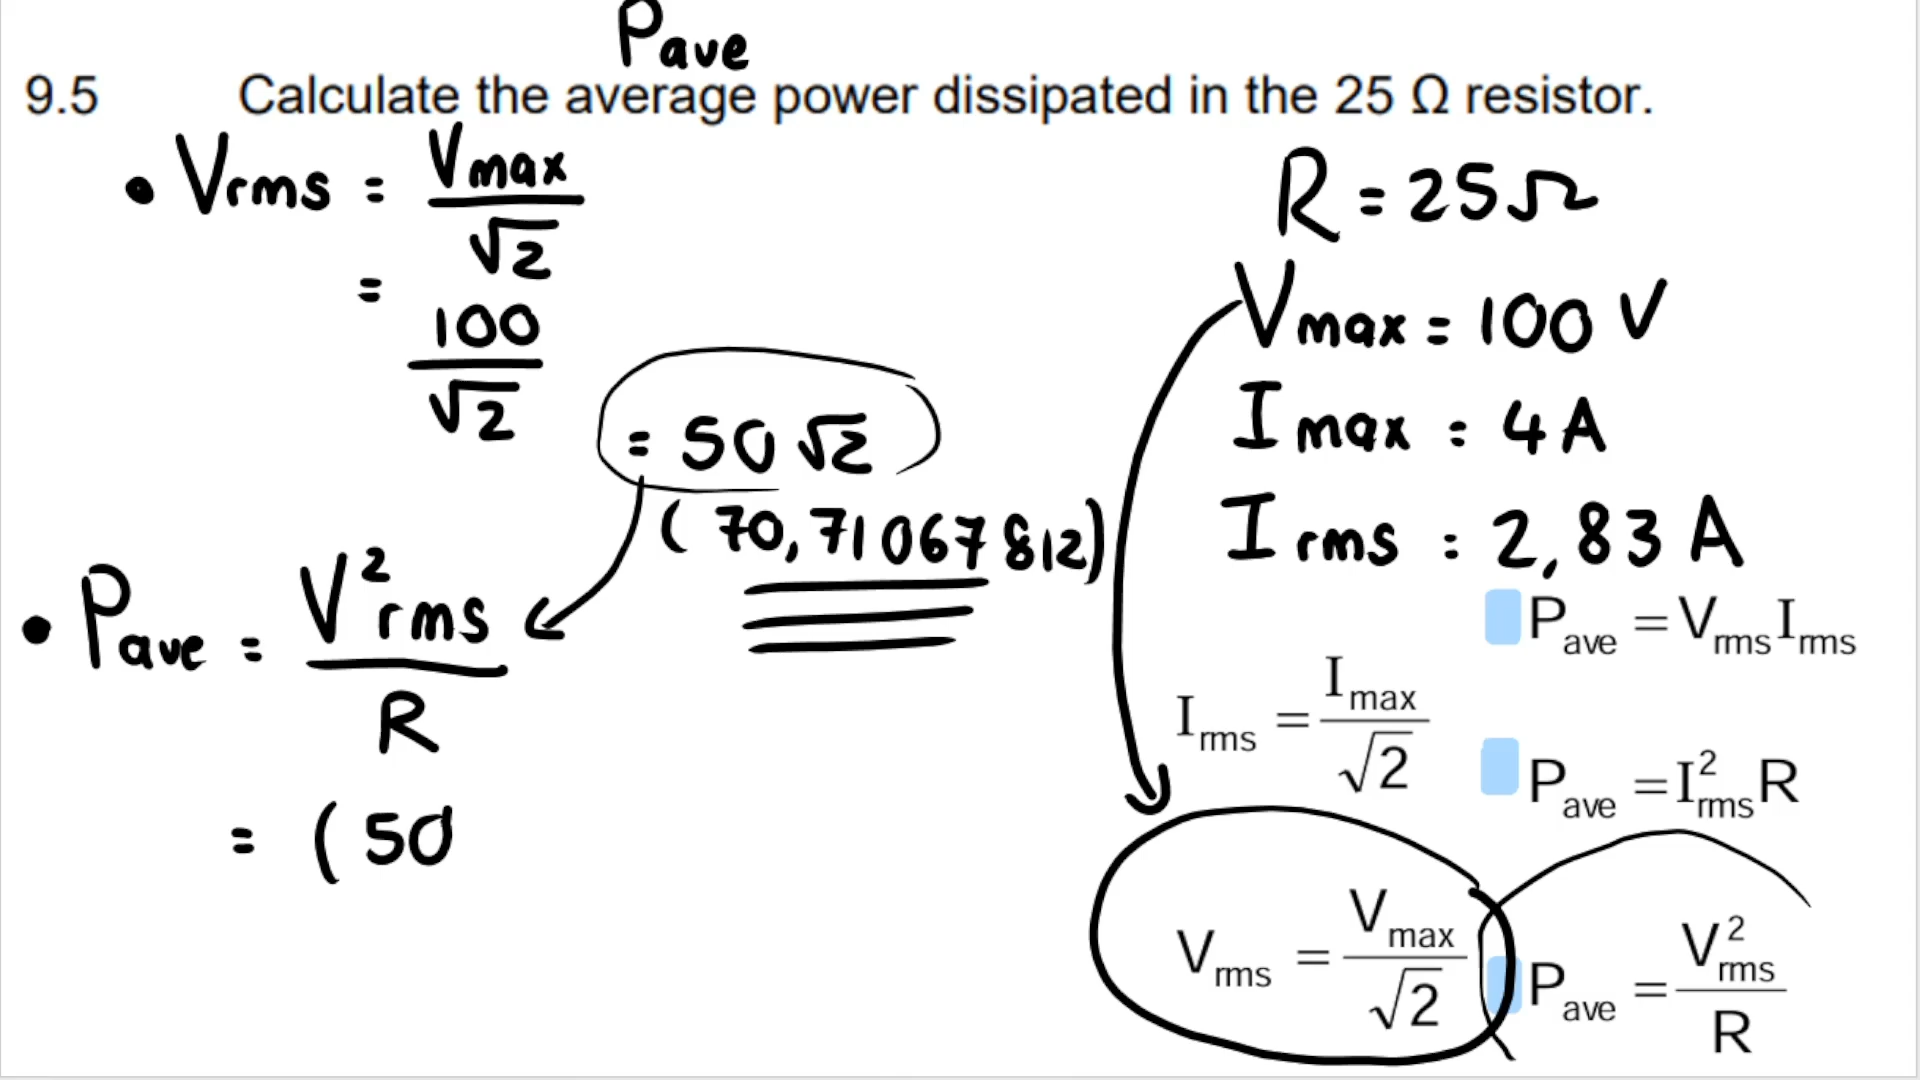 Pave
9.5 Calculate the average power dissipated in the 25 Ω resistor.
• Vrms = Vmax / √2
= 100 / √2
= 50√2
(70,71067812)
• Pave = V²rms / R
= (50
R = 25Ω
Vmax = 100 V
Imax = 4A
Irms = 2,83 A
Pave = VrmsIrms
Irms = Imax / √2
Pave = I²rmsR
Vrms = Vmax / √2
Pave = V²rms / R